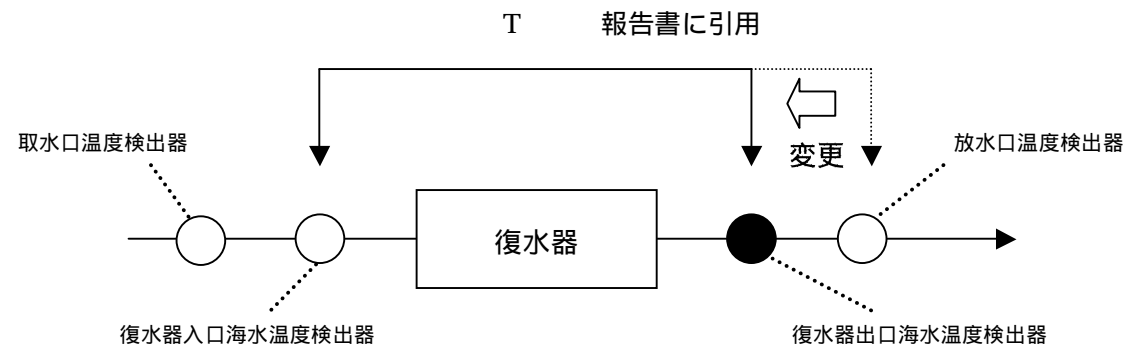 T 報告書に引用
変更
取水口温度検出器
放水口温度検出器
復水器
復水器入口海水温度検出器
復水器出口海水温度検出器